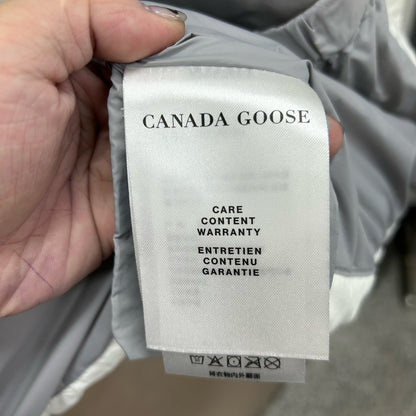 CANADA GOOSE
CARE
CONTENT
WARRANTY
ENTRETIEN
CONTENU
GARANTIE